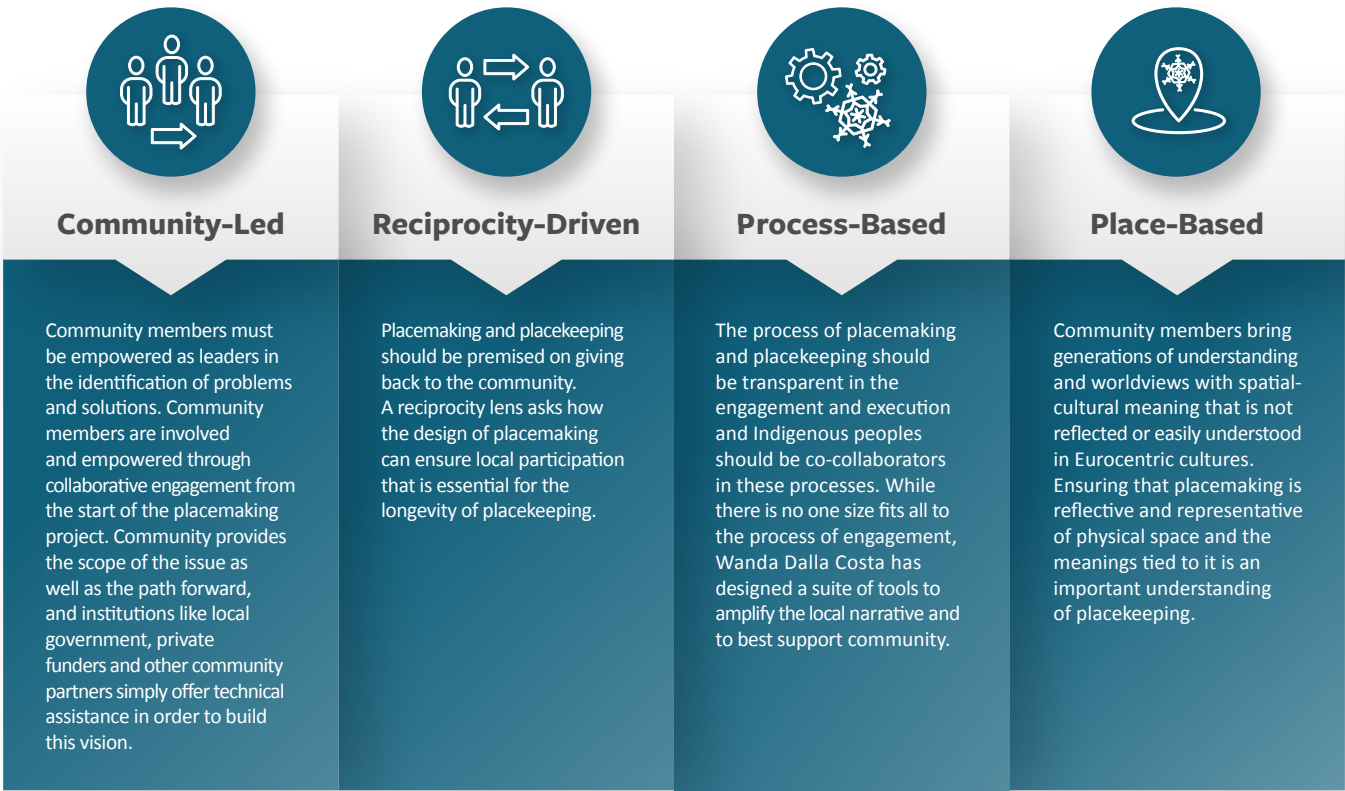 Community-Led
Community members must
be empowered as leaders in
the identification of problems
and solutions. Community
members are involved
and empowered through
collaborative engagement from
the start of the placemaking
project. Community provides
the scope of the issue as
well as the path forward,
and institutions like local
government, private
funders and other community
partners simply offer technical
assistance in order to build
this vision.
Reciprocity-Driven
Placemaking and placekeeping
should be premised on giving
back to the community.
A reciprocity lens asks how
the design of placemaking
can ensure local participation
that is essential for the
longevity of placekeeping.
Process-Based
The process of placemaking
and placekeeping should
be transparent in the
engagement and execution
and Indigenous peoples
should be co-collaborators
in these processes. While
there is no one size fits all to
the process of engagement,
Wanda Dalla Costa has
designed a suite of tools to
amplify the local narrative and
to best support community.
Place-Based
Community members bring
generations of understanding
and worldviews with spatial-
cultural meaning that is not
reflected or easily understood
in Eurocentric cultures.
Ensuring that placemaking is
reflective and representative
of physical space and the
meanings tied to it is an
important understanding
of placekeeping.